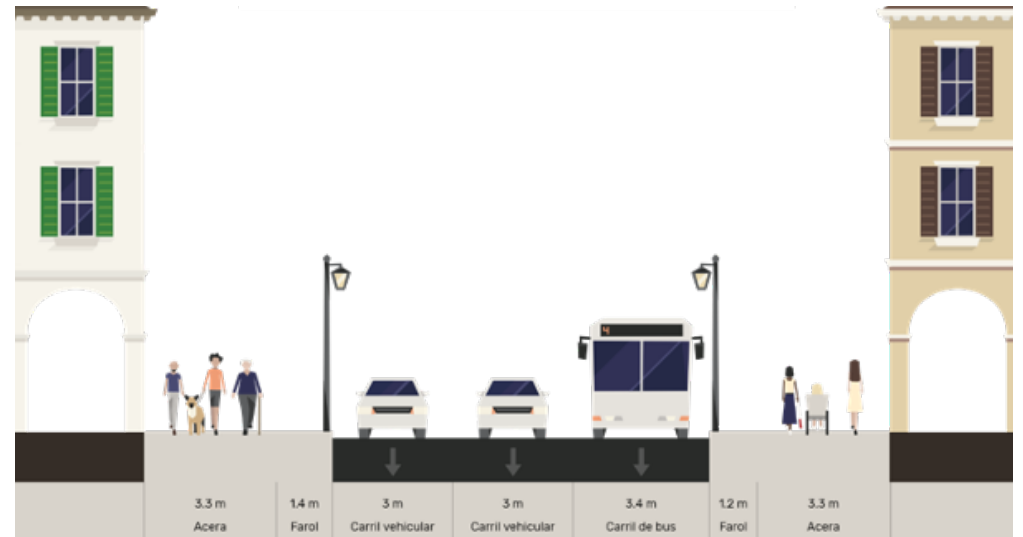 4
3.3 m
Acera
1.4 m
Farol
3 m
Carril vehicular
3 m
Carril vehicular
3.4 m
Carril de bus
1.2 m
Farol
3.3 m
Acera